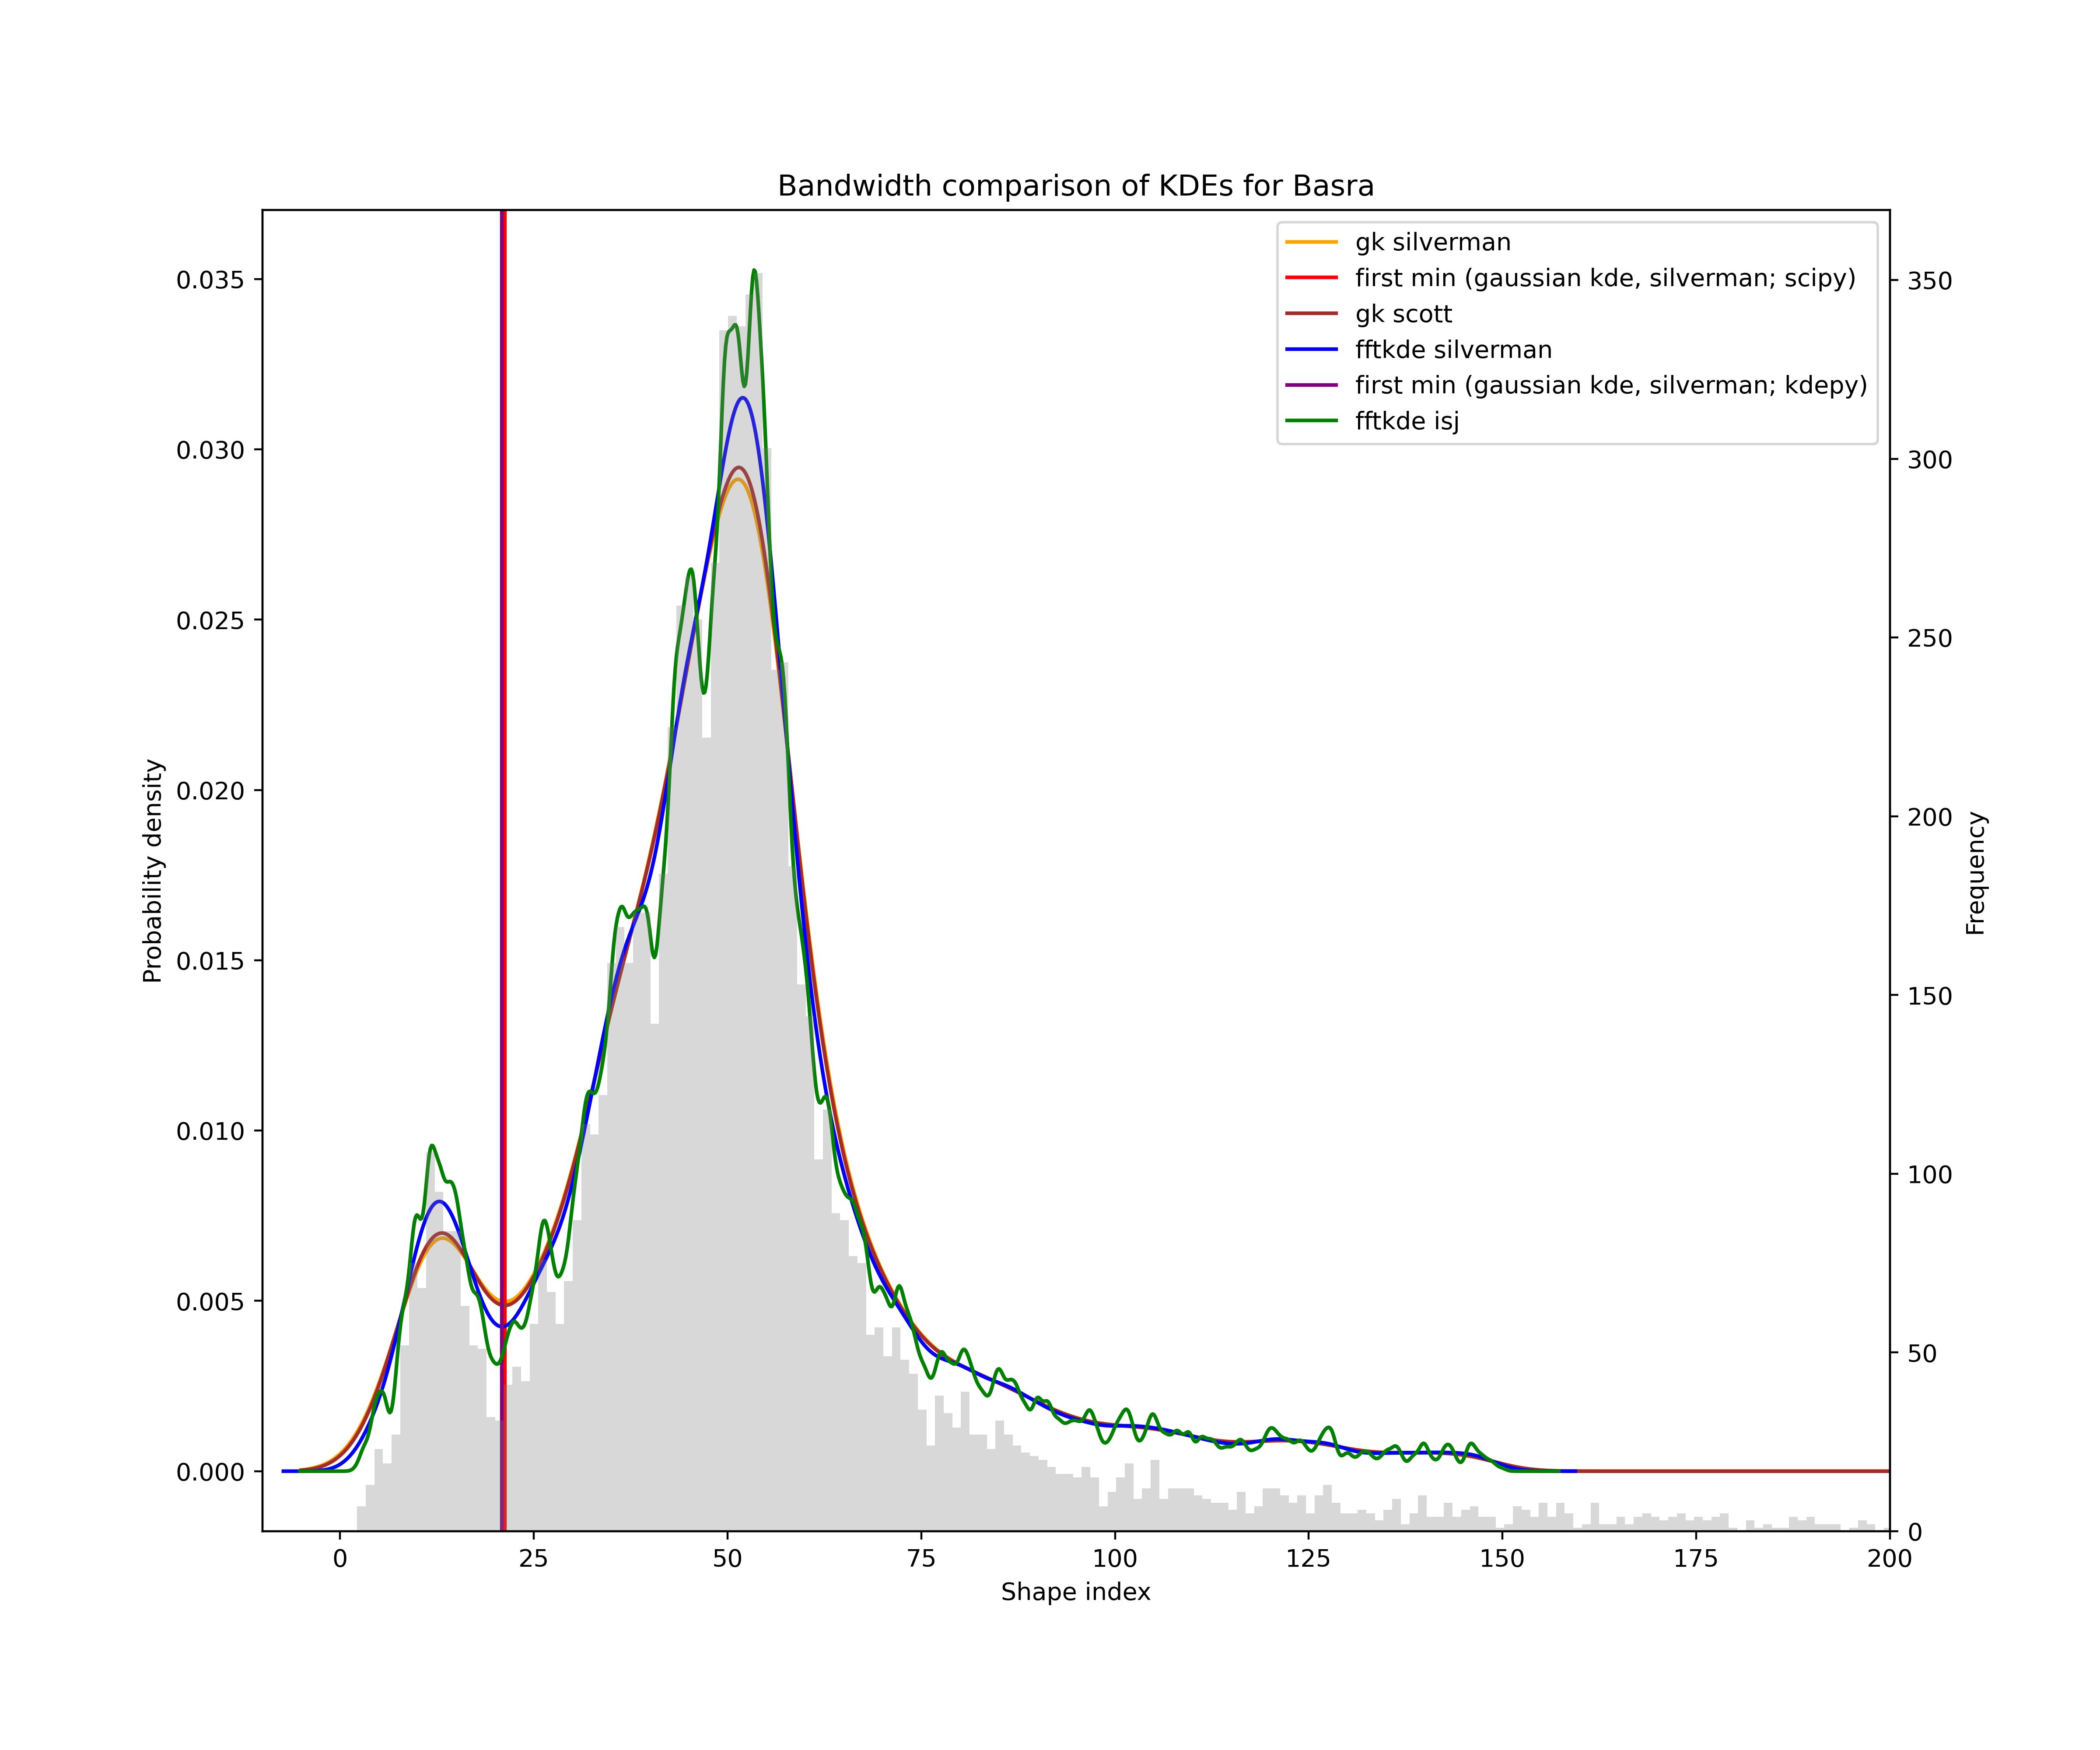 Bandwidth comparison of KDEs for Basra
gk silverman
first min (gaussian kde, silverman; scipy)
gk scott
fftkde silverman
first min (gaussian kde, silverman; kdepy)
fftkde isj
Probability density
0.035
0.030
0.025
0.020
0.015
0.010
0.005
0.000
350
300
250
200
150
100
50
0
Frequency
0 25 50 75 100 125 150 175 200
Shape index